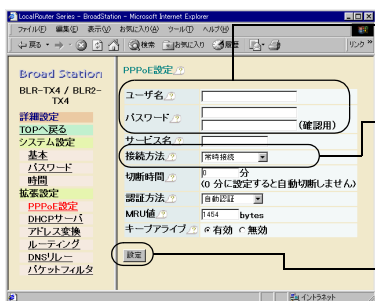 LocalRouter Series - BroadStation - Microsoft Internet Explorer
ファイル(F) 編集(E) 表示(V) お気に入り(A) ツール(T) ヘルプ(H)
戻る 検索 お気に入り 履歴 リンク »
Broad Station
BLR-TX4 / BLR2-
TX4
詳細設定
TOPへ戻る
システム設定
基本
パスワード
時間
拡張設定
PPPoE設定
DHCPサーバ
アドレス変換
ルーティング
DNSリレー
パケットフィルタ
PPPoE設定 ?
ユーザ名 ?
パスワード ?
(確認用)
サービス名 ?
接続方法 ? 常時接続
切断時間 ? 0 分
(0 分に設定すると自動切断しません)
認証方法 ? 自動認証
MRU値 ? 1454 bytes
キープアライブ ? 有効 無効
設定
イントラネット